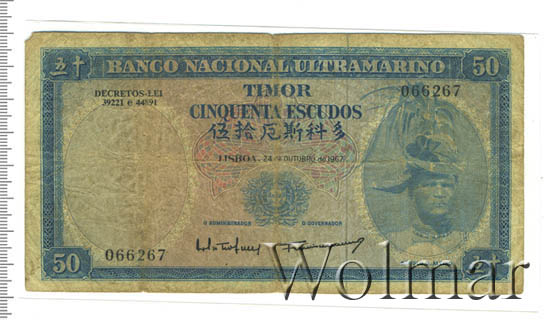 五十 BANCO NACIONAL ULTRAMARINO 50
DECRETOS-LEI
39221 e 44891
TIMOR
066267
CINQUENTA ESCUDOS
伍拾厄斯科多
LISBOA, 24 de OUTUBRO de 1967
O ADMINISTRADOR O GOVERNADOR
066267
50
五十
Wolmar